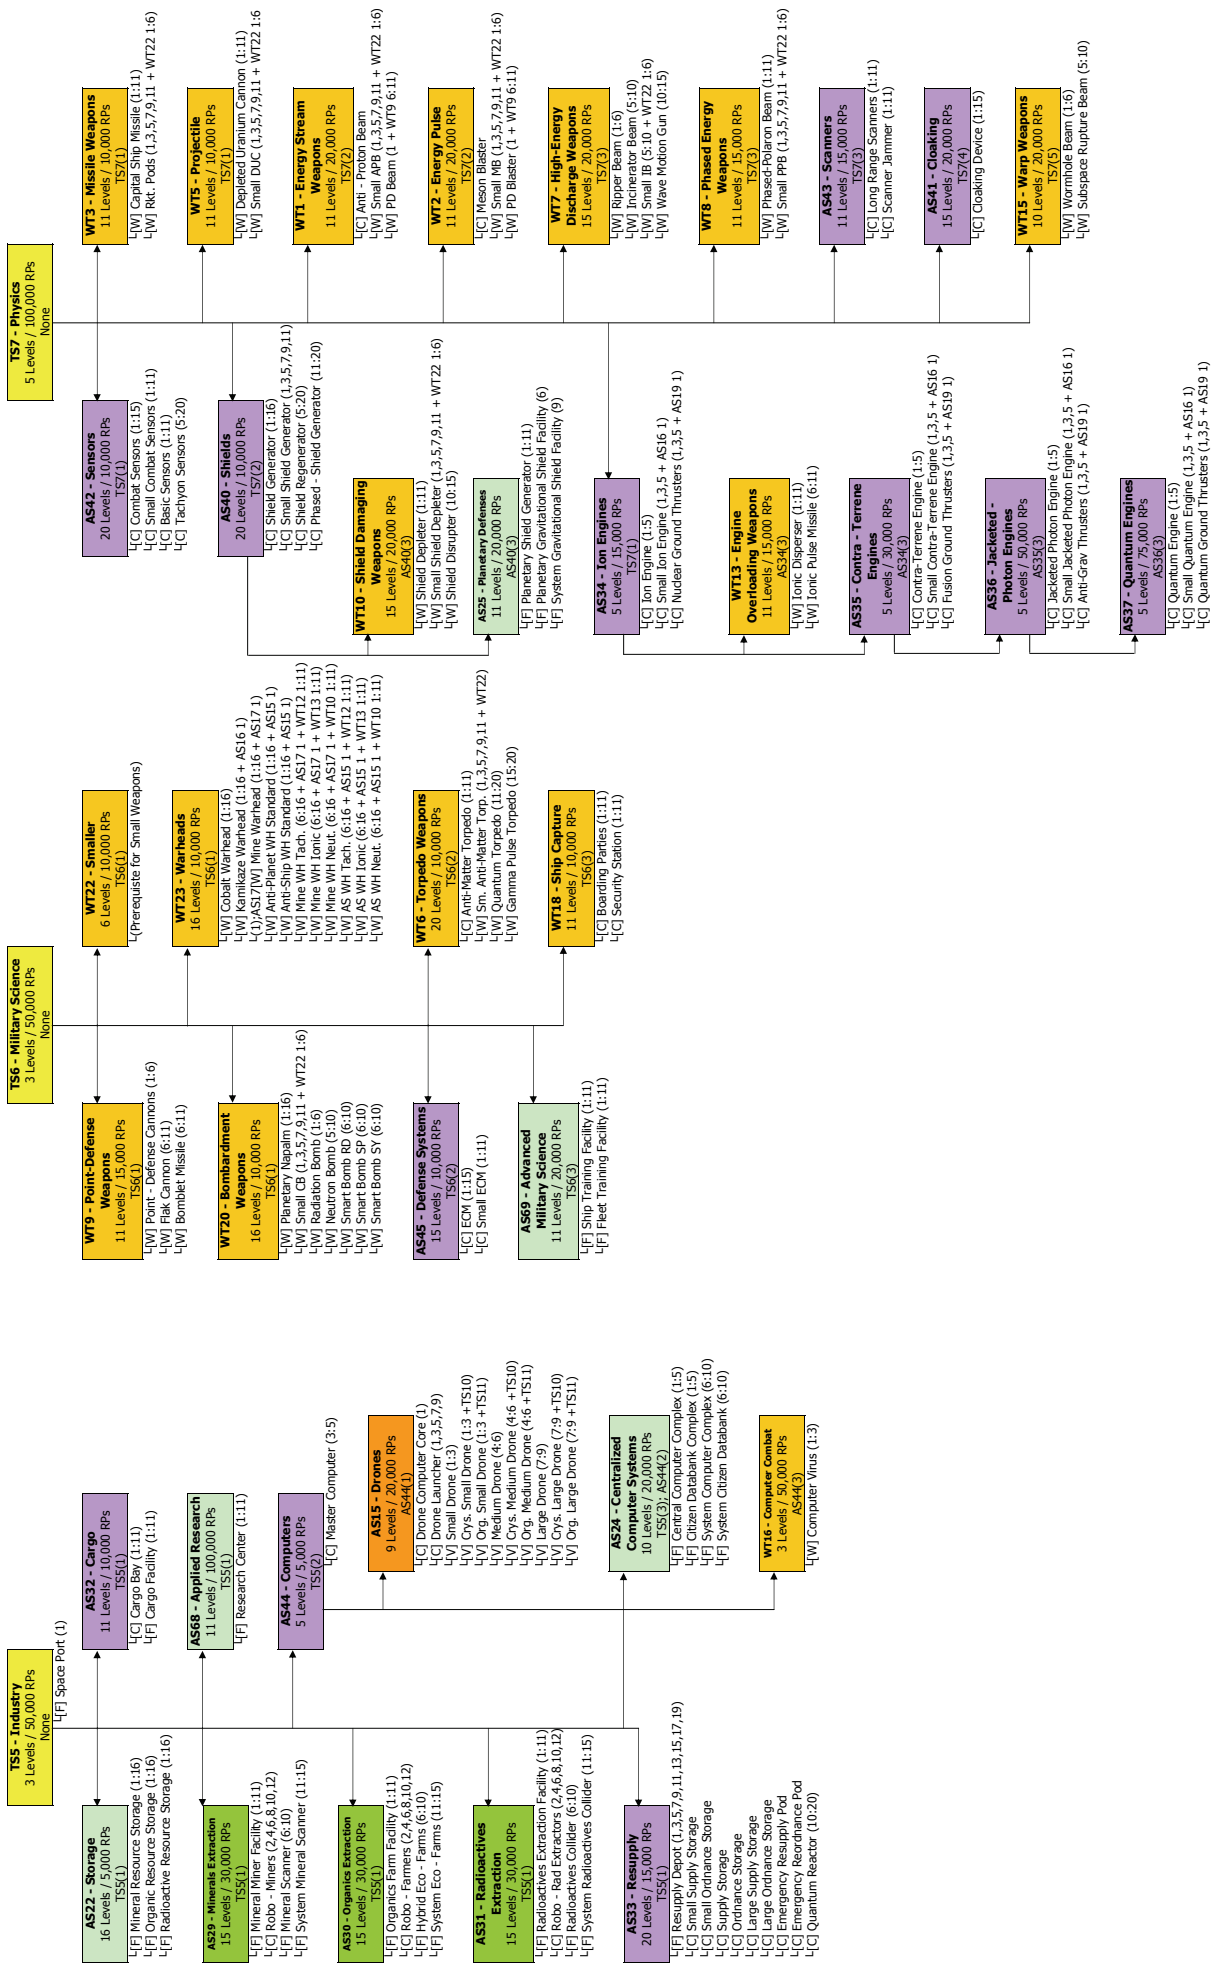 TS5 - Industry
3 Levels / 50,000 RPs
None
└[F] Space Port (1)
AS22 - Storage
16 Levels / 5,000 RPs
TS5(1)
└[F] Mineral Resource Storage (1:16)
└[F] Organic Resource Storage (1:16)
└[F] Radioactive Resource Storage (1:16)
AS29 - Minerals Extraction
15 Levels / 30,000 RPs
TS5(1)
└[F] Mineral Miner Facility (1:11)
└[C] Robo - Miners (2,4,6,8,10,12)
└[F] Mineral Scanner (6:10)
└[F] System Mineral Scanner (11:15)
AS30 - Organics Extraction
15 Levels / 30,000 RPs
TS5(1)
└[F] Organics Farm Facility (1:11)
└[C] Robo - Farmers (2,4,6,8,10,12)
└[F] Hybrid Eco - Farms (6:10)
└[F] System Eco - Farms (11:15)
AS31 - Radioactives
Extraction
15 Levels / 30,000 RPs
TS5(1)
└[F] Radioactives Extraction Facility (1:11)
└[C] Robo - Rad Extractors (2,4,6,8,10,12)
└[F] Radioactives Collider (6:10)
└[F] System Radioactives Collider (11:15)
AS33 - Resupply
20 Levels / 15,000 RPs
TS5(1)
└[F] Resupply Depot (1,3,5,7,9,11,13,15,17,19)
└[C] Small Supply Storage
└[C] Small Ordnance Storage
└[C] Supply Storage
└[C] Ordnance Storage
└[C] Large Supply Storage
└[C] Large Ordnance Storage
└[C] Emergency Resupply Pod
└[C] Emergency Reordnance Pod
└[C] Quantum Reactor (10:20)
AS32 - Cargo
11 Levels / 10,000 RPs
TS5(1)
└[C] Cargo Bay (1:11)
└[F] Cargo Facility (1:11)
AS68 - Applied Research
11 Levels / 100,000 RPs
TS5(1)
└[F] Research Center (1:11)
AS44 - Computers
5 Levels / 5,000 RPs
TS5(2)
└[C] Master Computer (3:5)
AS15 - Drones
9 Levels / 20,000 RPs
AS44(1)
└[C] Drone Computer Core (1)
└[C] Drone Launcher (1,3,5,7,9)
└[V] Small Drone (1:3)
└[V] Crys. Small Drone (1:3 +TS10)
└[V] Org. Small Drone (1:3 +TS11)
└[V] Medium Drone (4:6)
└[V] Crys. Medium Drone (4:6 +TS10)
└[V] Org. Medium Drone (4:6 +TS11)
└[V] Large Drone (7:9)
└[V] Crys. Large Drone (7:9 +TS10)
└[V] Org. Large Drone (7:9 +TS11)
AS24 - Centralized
Computer Systems
10 Levels / 20,000 RPs
TS5(3); AS44(2)
└[F] Central Computer Complex (1:5)
└[F] Citizen Databank Complex (1:5)
└[F] System Computer Complex (6:10)
└[F] System Citizen Databank (6:10)
WT16 - Computer Combat
3 Levels / 50,000 RPs
AS44(3)
└[W] Computer Virus (1:3)
TS6 - Military Science
3 Levels / 50,000 RPs
None
WT9 - Point-Defense
Weapons
11 Levels / 15,000 RPs
TS6(1)
└[W] Point - Defense Cannons (1:6)
└[W] Flak Cannon (6:11)
└[W] Bomblet Missile (6:11)
WT20 - Bombardment
Weapons
16 Levels / 10,000 RPs
TS6(1)
└[W] Planetary Napalm (1:16)
└[W] Small CB (1,3,5,7,9,11 + WT22 1:6)
└[W] Radiation Bomb (1:6)
└[W] Neutron Bomb (5:10)
└[W] Smart Bomb RD (6:10)
└[W] Smart Bomb SP (6:10)
└[W] Smart Bomb SY (6:10)
AS45 - Defense Systems
15 Levels / 10,000 RPs
TS6(2)
└[C] ECM (1:15)
└[C] Small ECM (1:11)
AS69 - Advanced
Military Science
11 Levels / 20,000 RPs
TS6(3)
└[F] Ship Training Facility (1:11)
└[F] Fleet Training Facility (1:11)
WT22 - Smaller
6 Levels / 10,000 RPs
TS6(1)
└(Prerequiste for Small Weapons)
WT23 - Warheads
16 Levels / 10,000 RPs
TS6(1)
└[W] Cobalt Warhead (1:16)
└[W] Kamikaze Warhead (1:16 + AS16 1)
└(1);AS17[W] Mine Warhead (1:16 + AS17 1)
└[W] Anti-Planet WH Standard (1:16 + AS15 1)
└[W] Anti-Ship WH Standard (1:16 + AS15 1)
└[W] Mine WH Tach. (6:16 + AS17 1 + WT12 1:11)
└[W] Mine WH Ionic (6:16 + AS17 1 + WT13 1:11)
└[W] Mine WH Neut. (6:16 + AS17 1 + WT10 1:11)
└[W] AS WH Tach. (6:16 + AS15 1 + WT12 1:11)
└[W] AS WH Ionic (6:16 + AS15 1 + WT13 1:11)
└[W] AS WH Neut. (6:16 + AS15 1 + WT10 1:11)
WT6 - Torpedo Weapons
20 Levels / 10,000 RPs
TS6(2)
└[C] Anti-Matter Torpedo (1:11)
└[W] Sm. Anti-Matter Torp. (1,3,5,7,9,11 + WT22)
└[W] Quantum Torpedo (11:20)
└[W] Gamma Pulse Torpedo (15:20)
WT18 - Ship Capture
11 Levels / 10,000 RPs
TS6(3)
└[C] Boarding Parties (1:11)
└[C] Security Station (1:11)
TS7 - Physics
5 Levels / 100,000 RPs
None
AS42 - Sensors
20 Levels / 10,000 RPs
TS7(1)
└[C] Combat Sensors (1:15)
└[C] Small Combat Sensors (1:11)
└[C] Basic Sensors (1:11)
└[C] Tachyon Sensors (5:20)
AS40 - Shields
20 Levels / 10,000 RPs
TS7(2)
└[C] Shield Generator (1:16)
└[C] Small Shield Generator (1,3,5,7,9,11)
└[C] Shield Regenerator (5:20)
└[C] Phased - Shield Generator (11:20)
WT10 - Shield Damaging
Weapons
15 Levels / 20,000 RPs
AS40(3)
└[W] Shield Depleter (1:11)
└[W] Small Shield Depleter (1,3,5,7,9,11 + WT22 1:6)
└[W] Shield Disrupter (10:15)
AS25 - Planetary Defenses
11 Levels / 20,000 RPs
AS40(3)
└[F] Planetary Shield Generator (1:11)
└[F] Planetary Gravitational Shield Facility (6)
└[F] System Gravitational Shield Facility (9)
AS34 - Ion Engines
5 Levels / 15,000 RPs
TS7(1)
└[C] Ion Engine (1:5)
└[C] Small Ion Engine (1,3,5 + AS16 1)
└[C] Nuclear Ground Thrusters (1,3,5 + AS19 1)
WT13 - Engine
Overloading Weapons
11 Levels / 15,000 RPs
AS34(3)
└[W] Ionic Disperser (1:11)
└[W] Ionic Pulse Missile (6:11)
AS35 - Contra - Terrene
Engines
5 Levels / 30,000 RPs
AS34(3)
└[C] Contra-Terrene Engine (1:5)
└[C] Small Contra-Terrene Engine (1,3,5 + AS16 1)
└[C] Fusion Ground Thrusters (1,3,5 + AS19 1)
AS36 - Jacketed -
Photon Engines
5 Levels / 50,000 RPs
AS35(3)
└[C] Jacketed Photon Engine (1:5)
└[C] Small Jacketed Photon Engine (1,3,5 + AS16 1)
└[C] Anti-Grav Thrusters (1,3,5 + AS19 1)
AS37 - Quantum Engines
5 Levels / 75,000 RPs
AS36(3)
└[C] Quantum Engine (1:5)
└[C] Small Quantum Engine (1,3,5 + AS16 1)
└[C] Quantum Ground Thrusters (1,3,5 + AS19 1)
WT3 - Missile Weapons
11 Levels / 10,000 RPs
TS7(1)
└[W] Capital Ship Missile (1:11)
└[W] Rkt. Pods (1,3,5,7,9,11 + WT22 1:6)
WT5 - Projectile
11 Levels / 10,000 RPs
TS7(1)
└[W] Depleted Uranium Cannon (1:11)
└[W] Small DUC (1,3,5,7,9,11 + WT22 1:6
WT1 - Energy Stream
Weapons
11 Levels / 20,000 RPs
TS7(2)
└[C] Anti - Proton Beam
└[W] Small APB (1,3,5,7,9,11 + WT22 1:6)
└[W] PD Beam (1 + WT9 6:11)
WT2 - Energy Pulse
11 Levels / 20,000 RPs
TS7(2)
└[C] Meson Blaster
└[W] Small MB (1,3,5,7,9,11 + WT22 1:6)
└[W] PD Blaster (1 + WT9 6:11)
WT7 - High-Energy
Discharge Weapons
15 Levels / 20,000 RPs
TS7(3)
└[W] Ripper Beam (1:6)
└[W] Incinerator Beam (5:10)
└[W] Small IB (5:10 + WT22 1:6)
└[W] Wave Motion Gun (10:15)
WT8 - Phased Energy
Weapons
11 Levels / 15,000 RPs
TS7(3)
└[W] Phased-Polaron Beam (1:11)
└[W] Small PPB (1,3,5,7,9,11 + WT22 1:6)
AS43 - Scanners
11 Levels / 15,000 RPs
TS7(3)
└[C] Long Range Scanners (1:11)
└[C] Scanner Jammer (1:11)
AS41 - Cloaking
15 Levels / 20,000 RPs
TS7(4)
└[C] Cloaking Device (1:15)
WT15 - Warp Weapons
10 Levels / 20,000 RPs
TS7(5)
└[W] Wormhole Beam (1:6)
└[W] Subspace Rupture Beam (5:10)